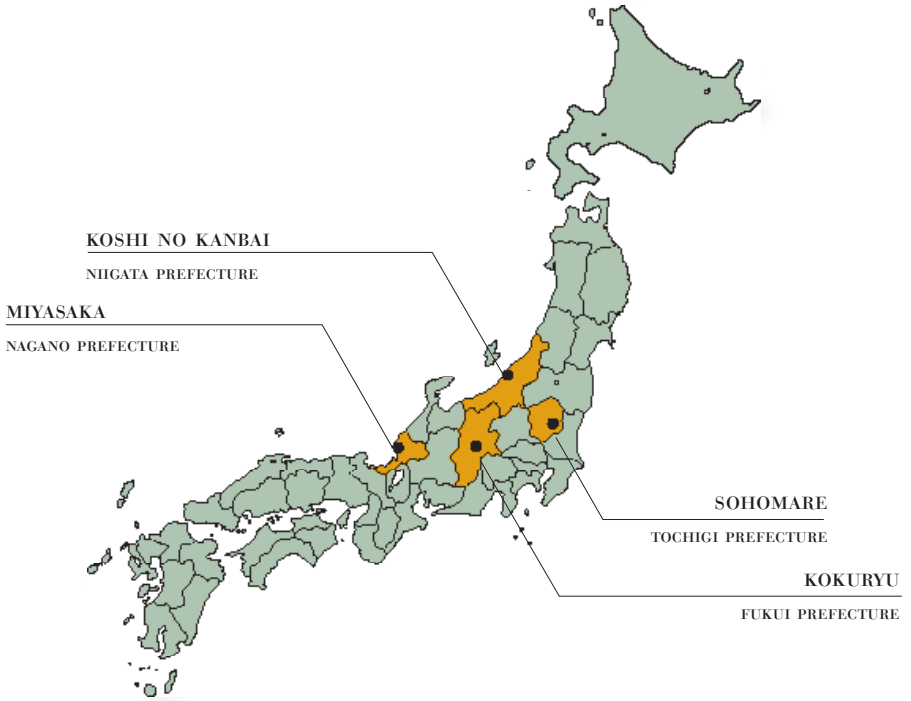 KOSHI NO KANBAI
NIIGATA PREFECTURE
MIYASAKA
NAGANO PREFECTURE
SOHOMARE
TOCHIGI PREFECTURE
KOKURYU
FUKUI PREFECTURE